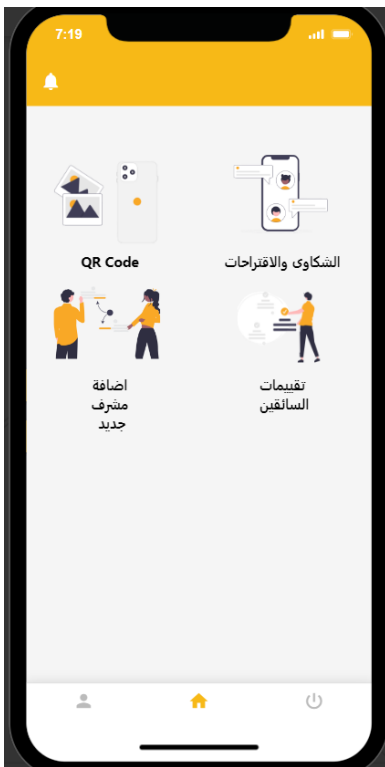 7:19
الشكاوى والاقتراحات
QR Code
تقييمات
السائقين
اضافة
مشرف
جديد